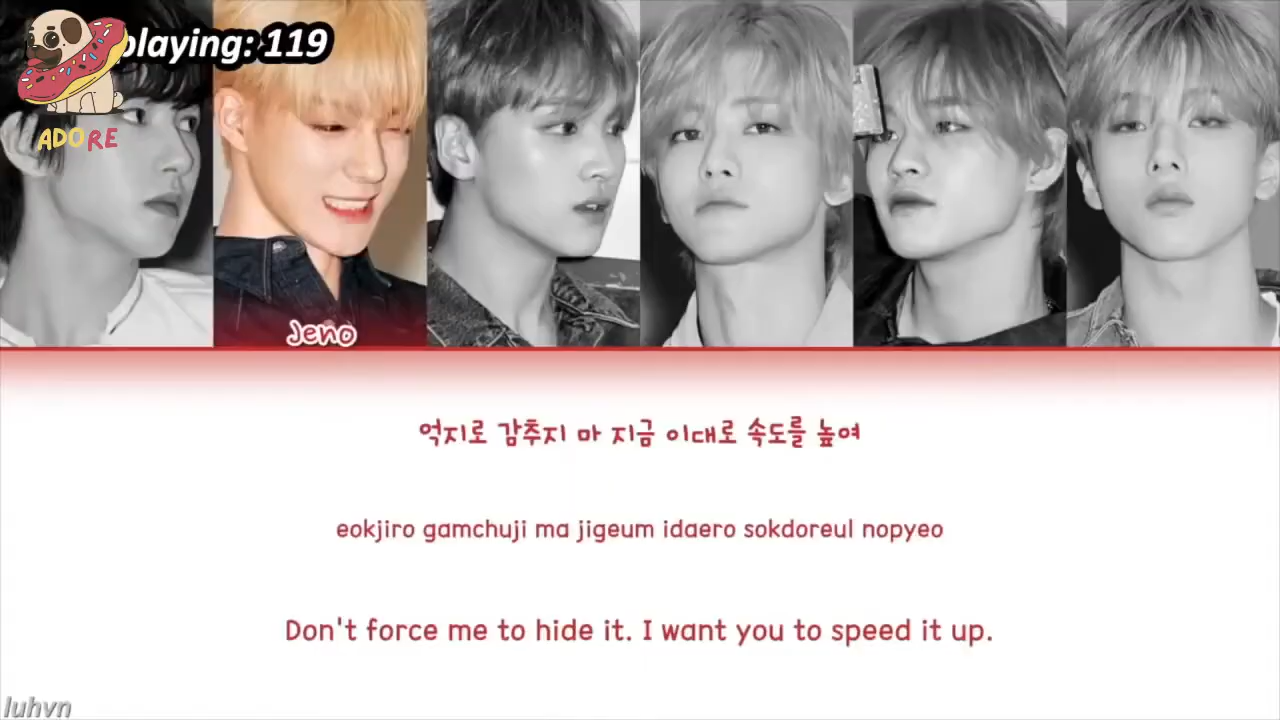 playing: 119
ADORE
Jeno
억지로 감추지 마 지금 이대로 속도를 높여
eokjiro gamchuji ma jigeum idaero sokdoreul nopyeo
Don't force me to hide it. I want you to speed it up.
luhvn